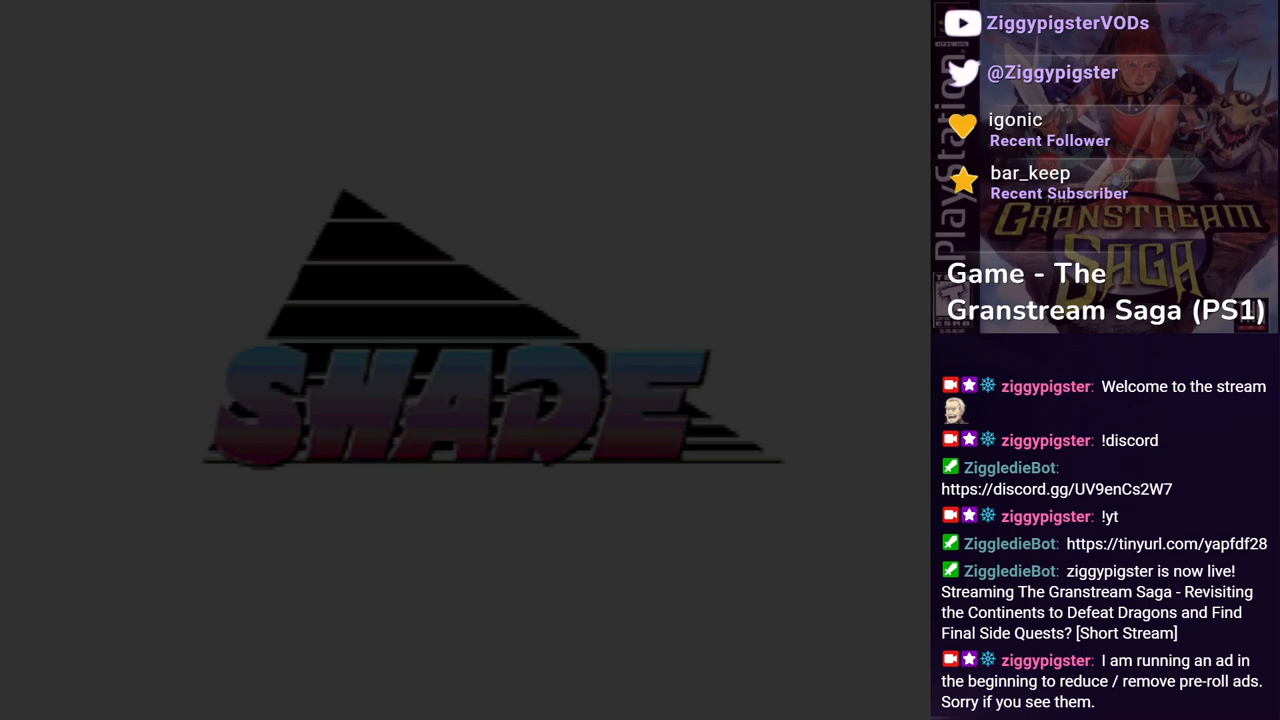 SHADE
ZiggypigsterVODs
@Ziggypigster
igonic
Recent Follower
bar_keep
Recent Subscriber
PlayStation
THE
GRANSTREAM
SAGA
Game - The
Granstream Saga (PS1)
ziggypigster: Welcome to the stream
ziggypigster: !discord
ZiggledieBot:
https://discord.gg/UV9enCs2W7
ziggypigster: !yt
ZiggledieBot: https://tinyurl.com/yapfdf28
ZiggledieBot: ziggypigster is now live!
Streaming The Granstream Saga - Revisiting
the Continents to Defeat Dragons and Find
Final Side Quests? [Short Stream]
ziggypigster: I am running an ad in
the beginning to reduce / remove pre-roll ads.
Sorry if you see them.